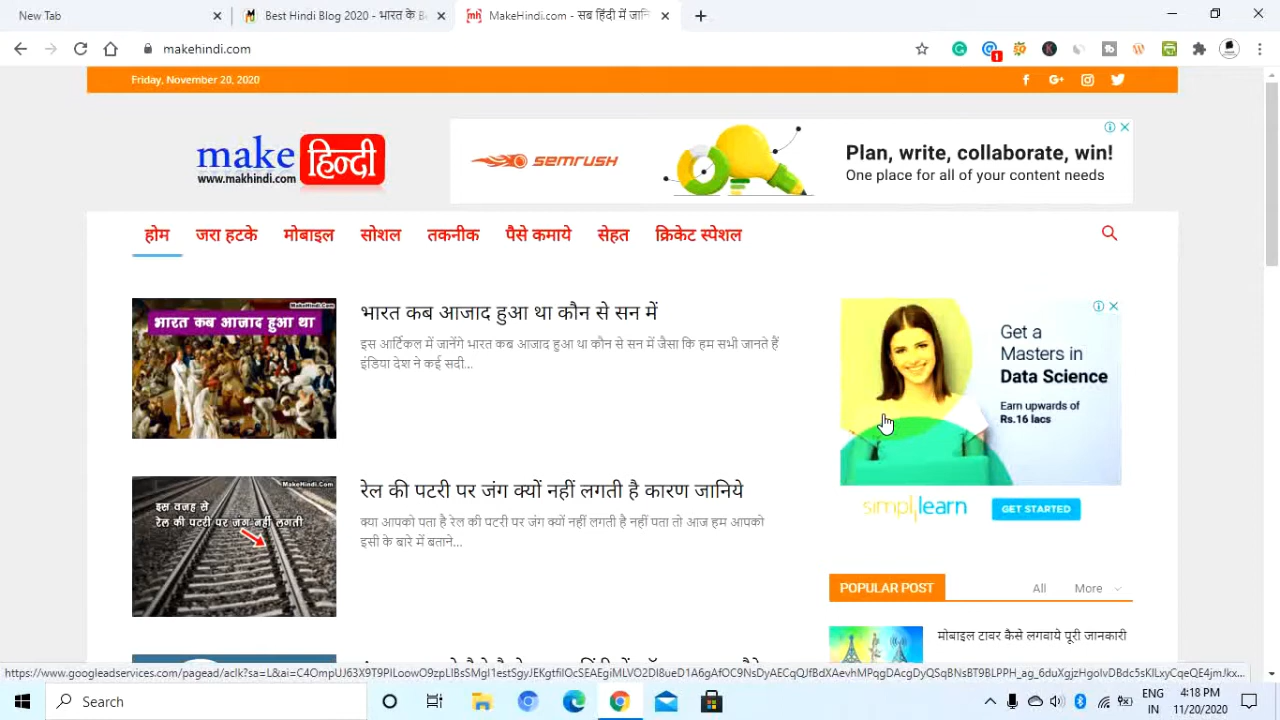 New Tab
Best Hindi Blog 2020 - भारत के Be
MakeHindi.com - सब हिंदी में जानि
makehindi.com
1
Friday, November 20, 2020
make हिन्दी
www.makhindi.com
SEMRUSH
Plan, write, collaborate, win!
One place for all of your content needs
होम जरा हटके मोबाइल सोशल तकनीक पैसे कमाये सेहत क्रिकेट स्पेशल
MakeHindi.Com
भारत कब आजाद हुआ था
भारत कब आजाद हुआ था कौन से सन में
इस आर्टिकल में जानेंगे भारत कब आजाद हुआ था कौन से सन में जैसा कि हम सभी जानते हैं
इंडिया देश ने कई सदी...
Get a
Masters in
Data Science
Earn upwards of
Rs.16 lacs
simplilearn
GET STARTED
MakeHindi.Com
इस वजह से
रेल की पटरी पर जंग नहीं लगती
रेल की पटरी पर जंग क्यों नहीं लगती है कारण जानिये
क्या आपको पता है रेल की पटरी पर जंग क्यों नहीं लगती है नहीं पता तो आज हम आपको
इसी के बारे में बताने...
POPULAR POST
All
More
मोबाइल टावर कैसे लगवाये पूरी जानकारी
Search
ENG
IN
4:18 PM
11/20/2020